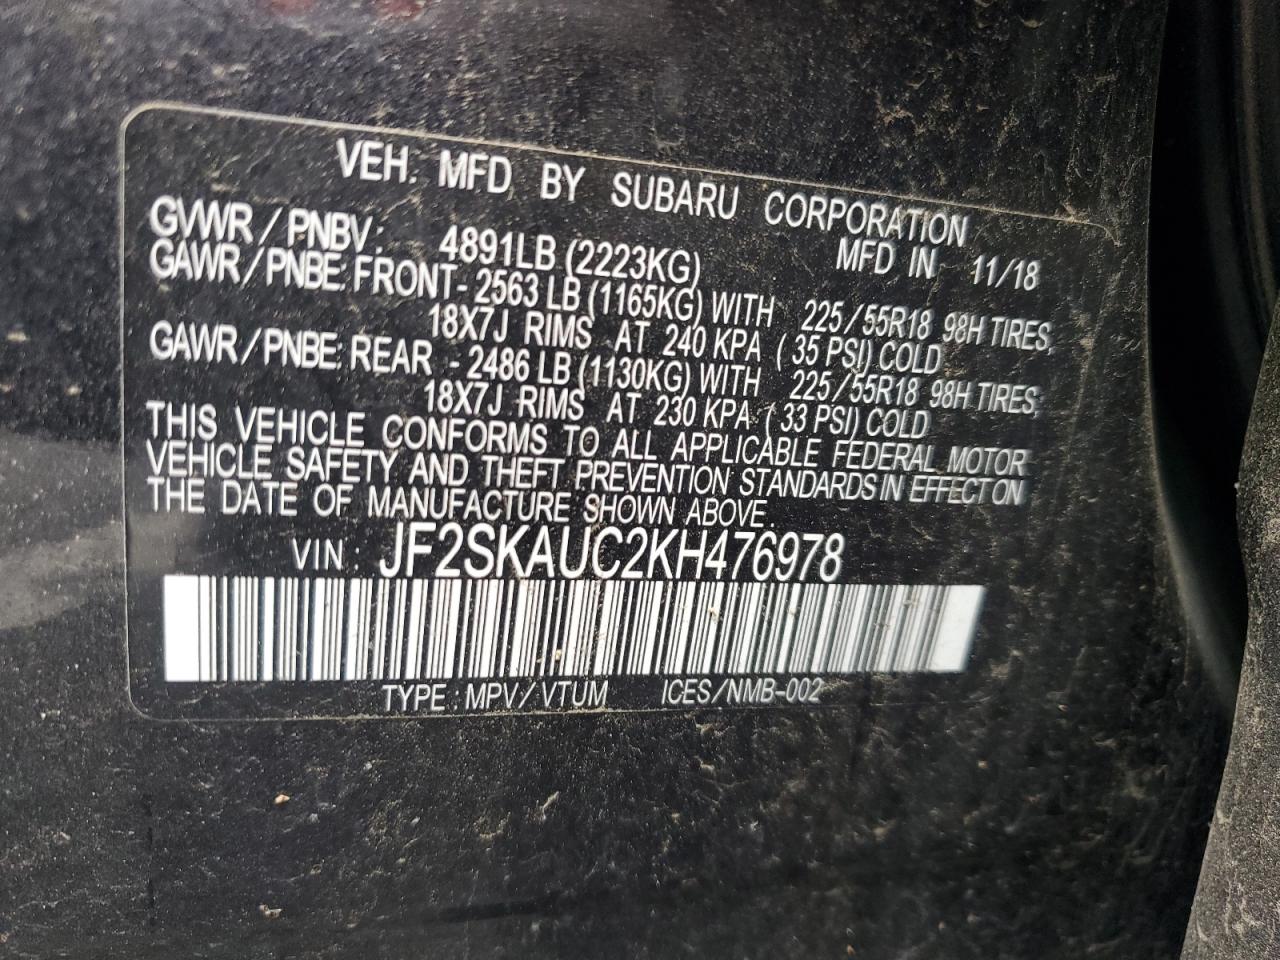 VEH. MFD BY SUBARU CORPORATION
GVWR / PNBV: 4891LB (2223KG) MFD IN 11/18
GAWR / PNBE: FRONT- 2563 LB (1165KG) WITH 225/55R18 98H TIRES,
18X7J RIMS AT 240 KPA ( 35 PSI) COLD
GAWR / PNBE: REAR - 2486 LB (1130KG) WITH 225/55R18 98H TIRES,
18X7J RIMS AT 230 KPA ( 33 PSI) COLD
THIS VEHICLE CONFORMS TO ALL APPLICABLE FEDERAL MOTOR
VEHICLE SAFETY AND THEFT PREVENTION STANDARDS IN EFFECT ON
THE DATE OF MANUFACTURE SHOWN ABOVE.
VIN: JF2SKAUC2KH476978
TYPE : MPV / VTUM ICES / NMB-002